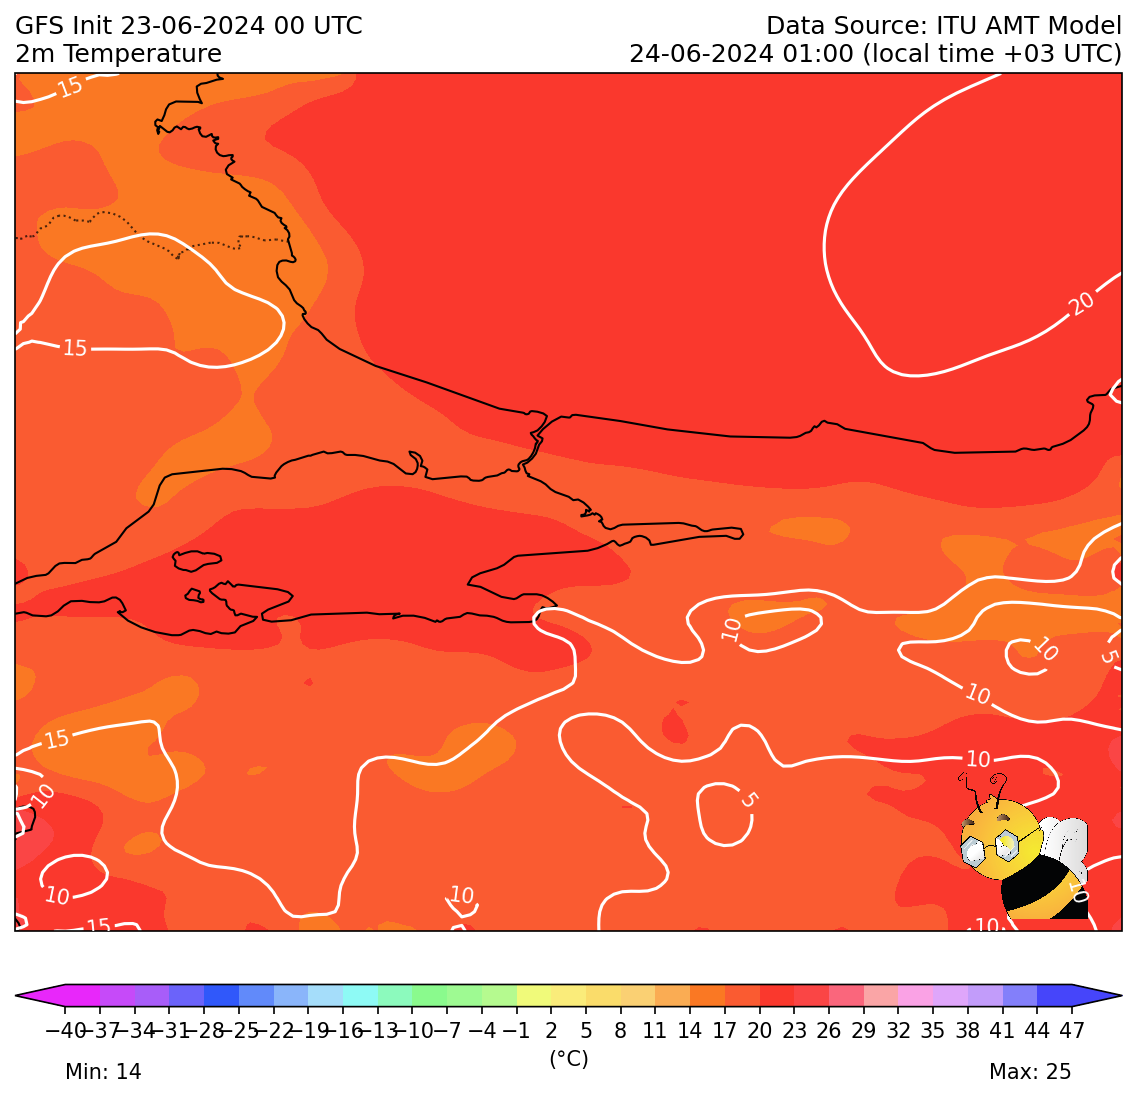 GFS Init 23-06-2024 00 UTC
Data Source: ITU AMT Model
2m Temperature
24-06-2024 01:00 (local time +03 UTC)
15
20
15
10
10
5
10
15
10
10
5
10
10
10
15
10
−40 −37 −34 −31 −28 −25 −22 −19 −16 −13 −10 −7 −4 −1 2 5 8 11 14 17 20 23 26 29 32 35 38 41 44 47
(°C)
Min: 14
Max: 25